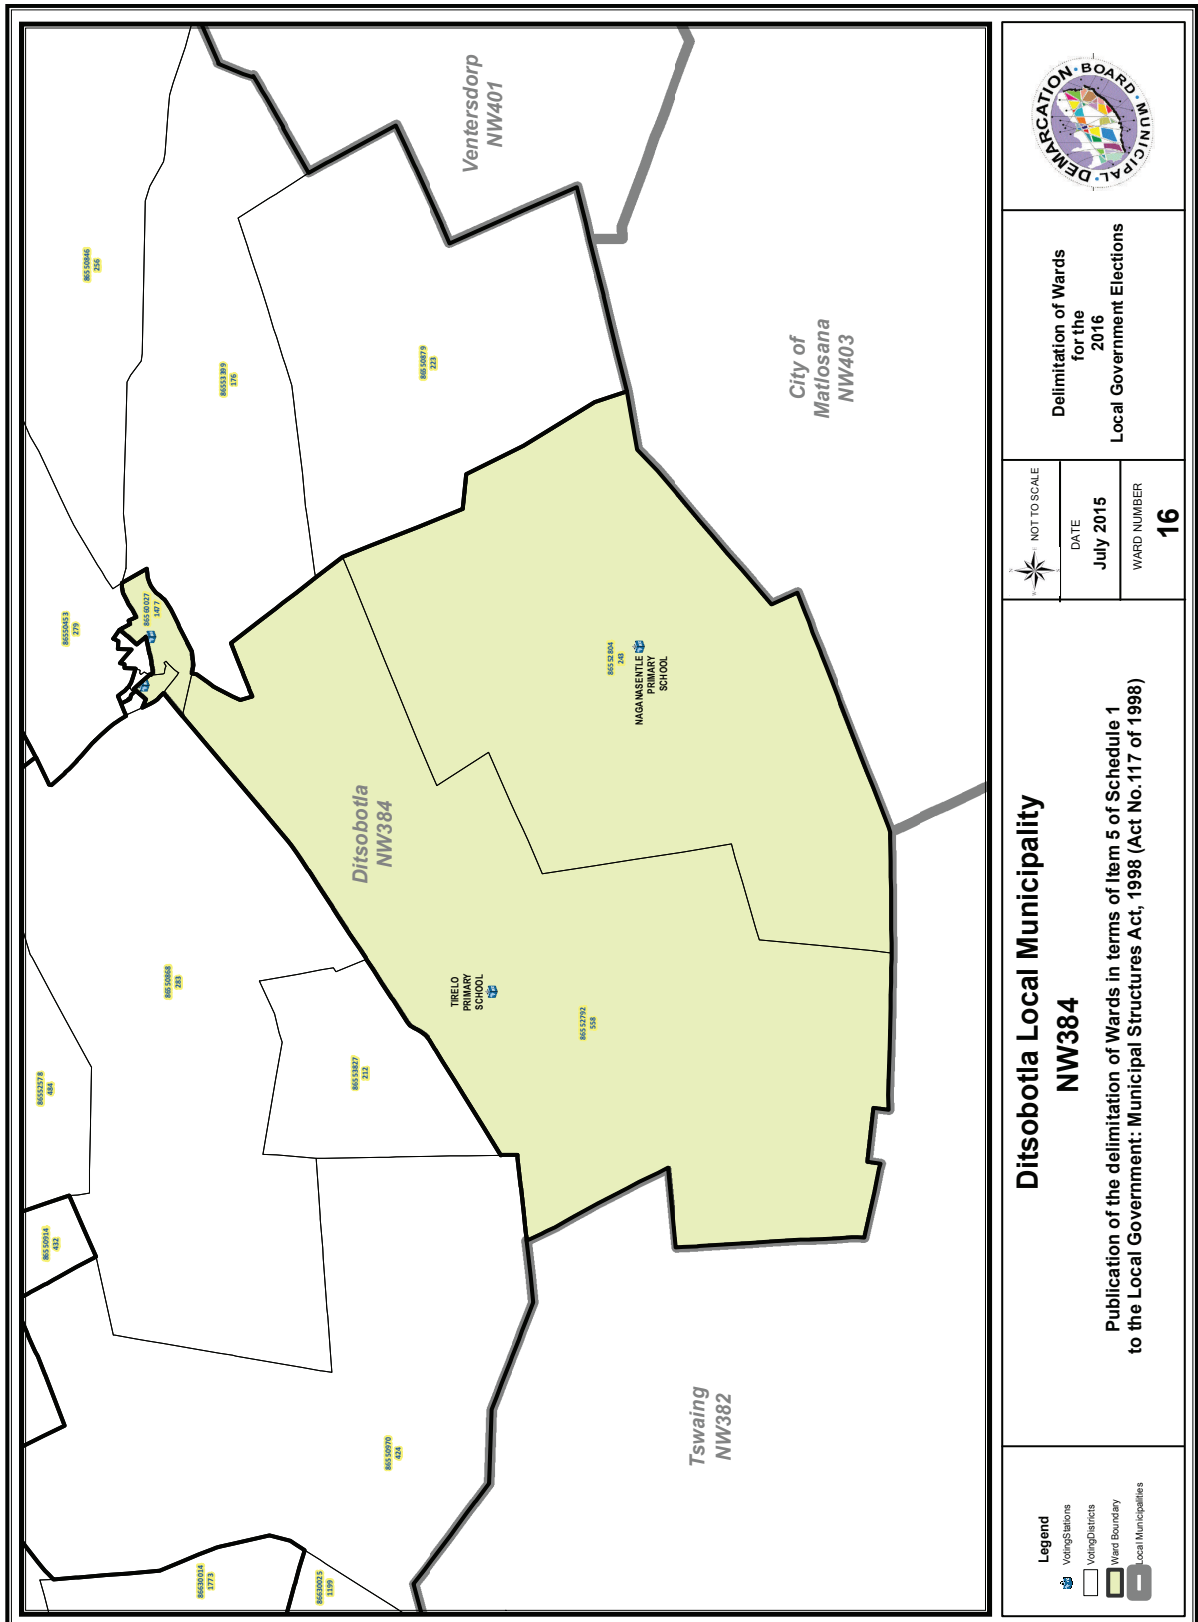 86550846
256
86553399
176
86550879
223
86550453
279
86560027
1477
86552804
243
NAGANASENTLE
PRIMARY
SCHOOL
TIRELO
PRIMARY
SCHOOL
86552792
558
86550868
283
86553827
212
86552578
484
86550914
432
86550970
424
86630014
1773
86630025
1199
Ventersdorp
NW401
City of
Matlosana
NW403
Ditsobotla
NW384
Tswaing
NW382
Legend
VotingStations
VotingDistricts
Ward Boundary
Local Municipalities
Ditsobotla Local Municipality
NW384
Publication of the delimitation of Wards in terms of Item 5 of Schedule 1
to the Local Government: Municipal Structures Act, 1998 (Act No.117 of 1998)
NOT TO SCALE
DATE
July 2015
WARD NUMBER
16
Delimitation of Wards
for the
2016
Local Government Elections
MUNICIPAL · DEMARCATION · BOARD ·